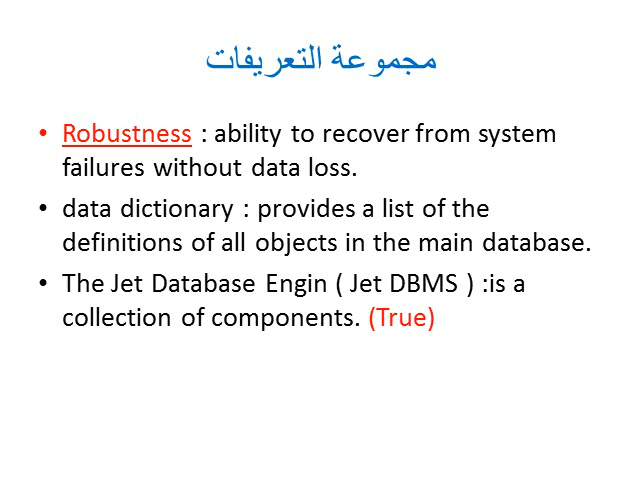 مجموعة التعريفات
• Robustness : ability to recover from system
failures without data loss.
• data dictionary : provides a list of the
definitions of all objects in the main database.
• The Jet Database Engin ( Jet DBMS ) :is a
collection of components. (True)